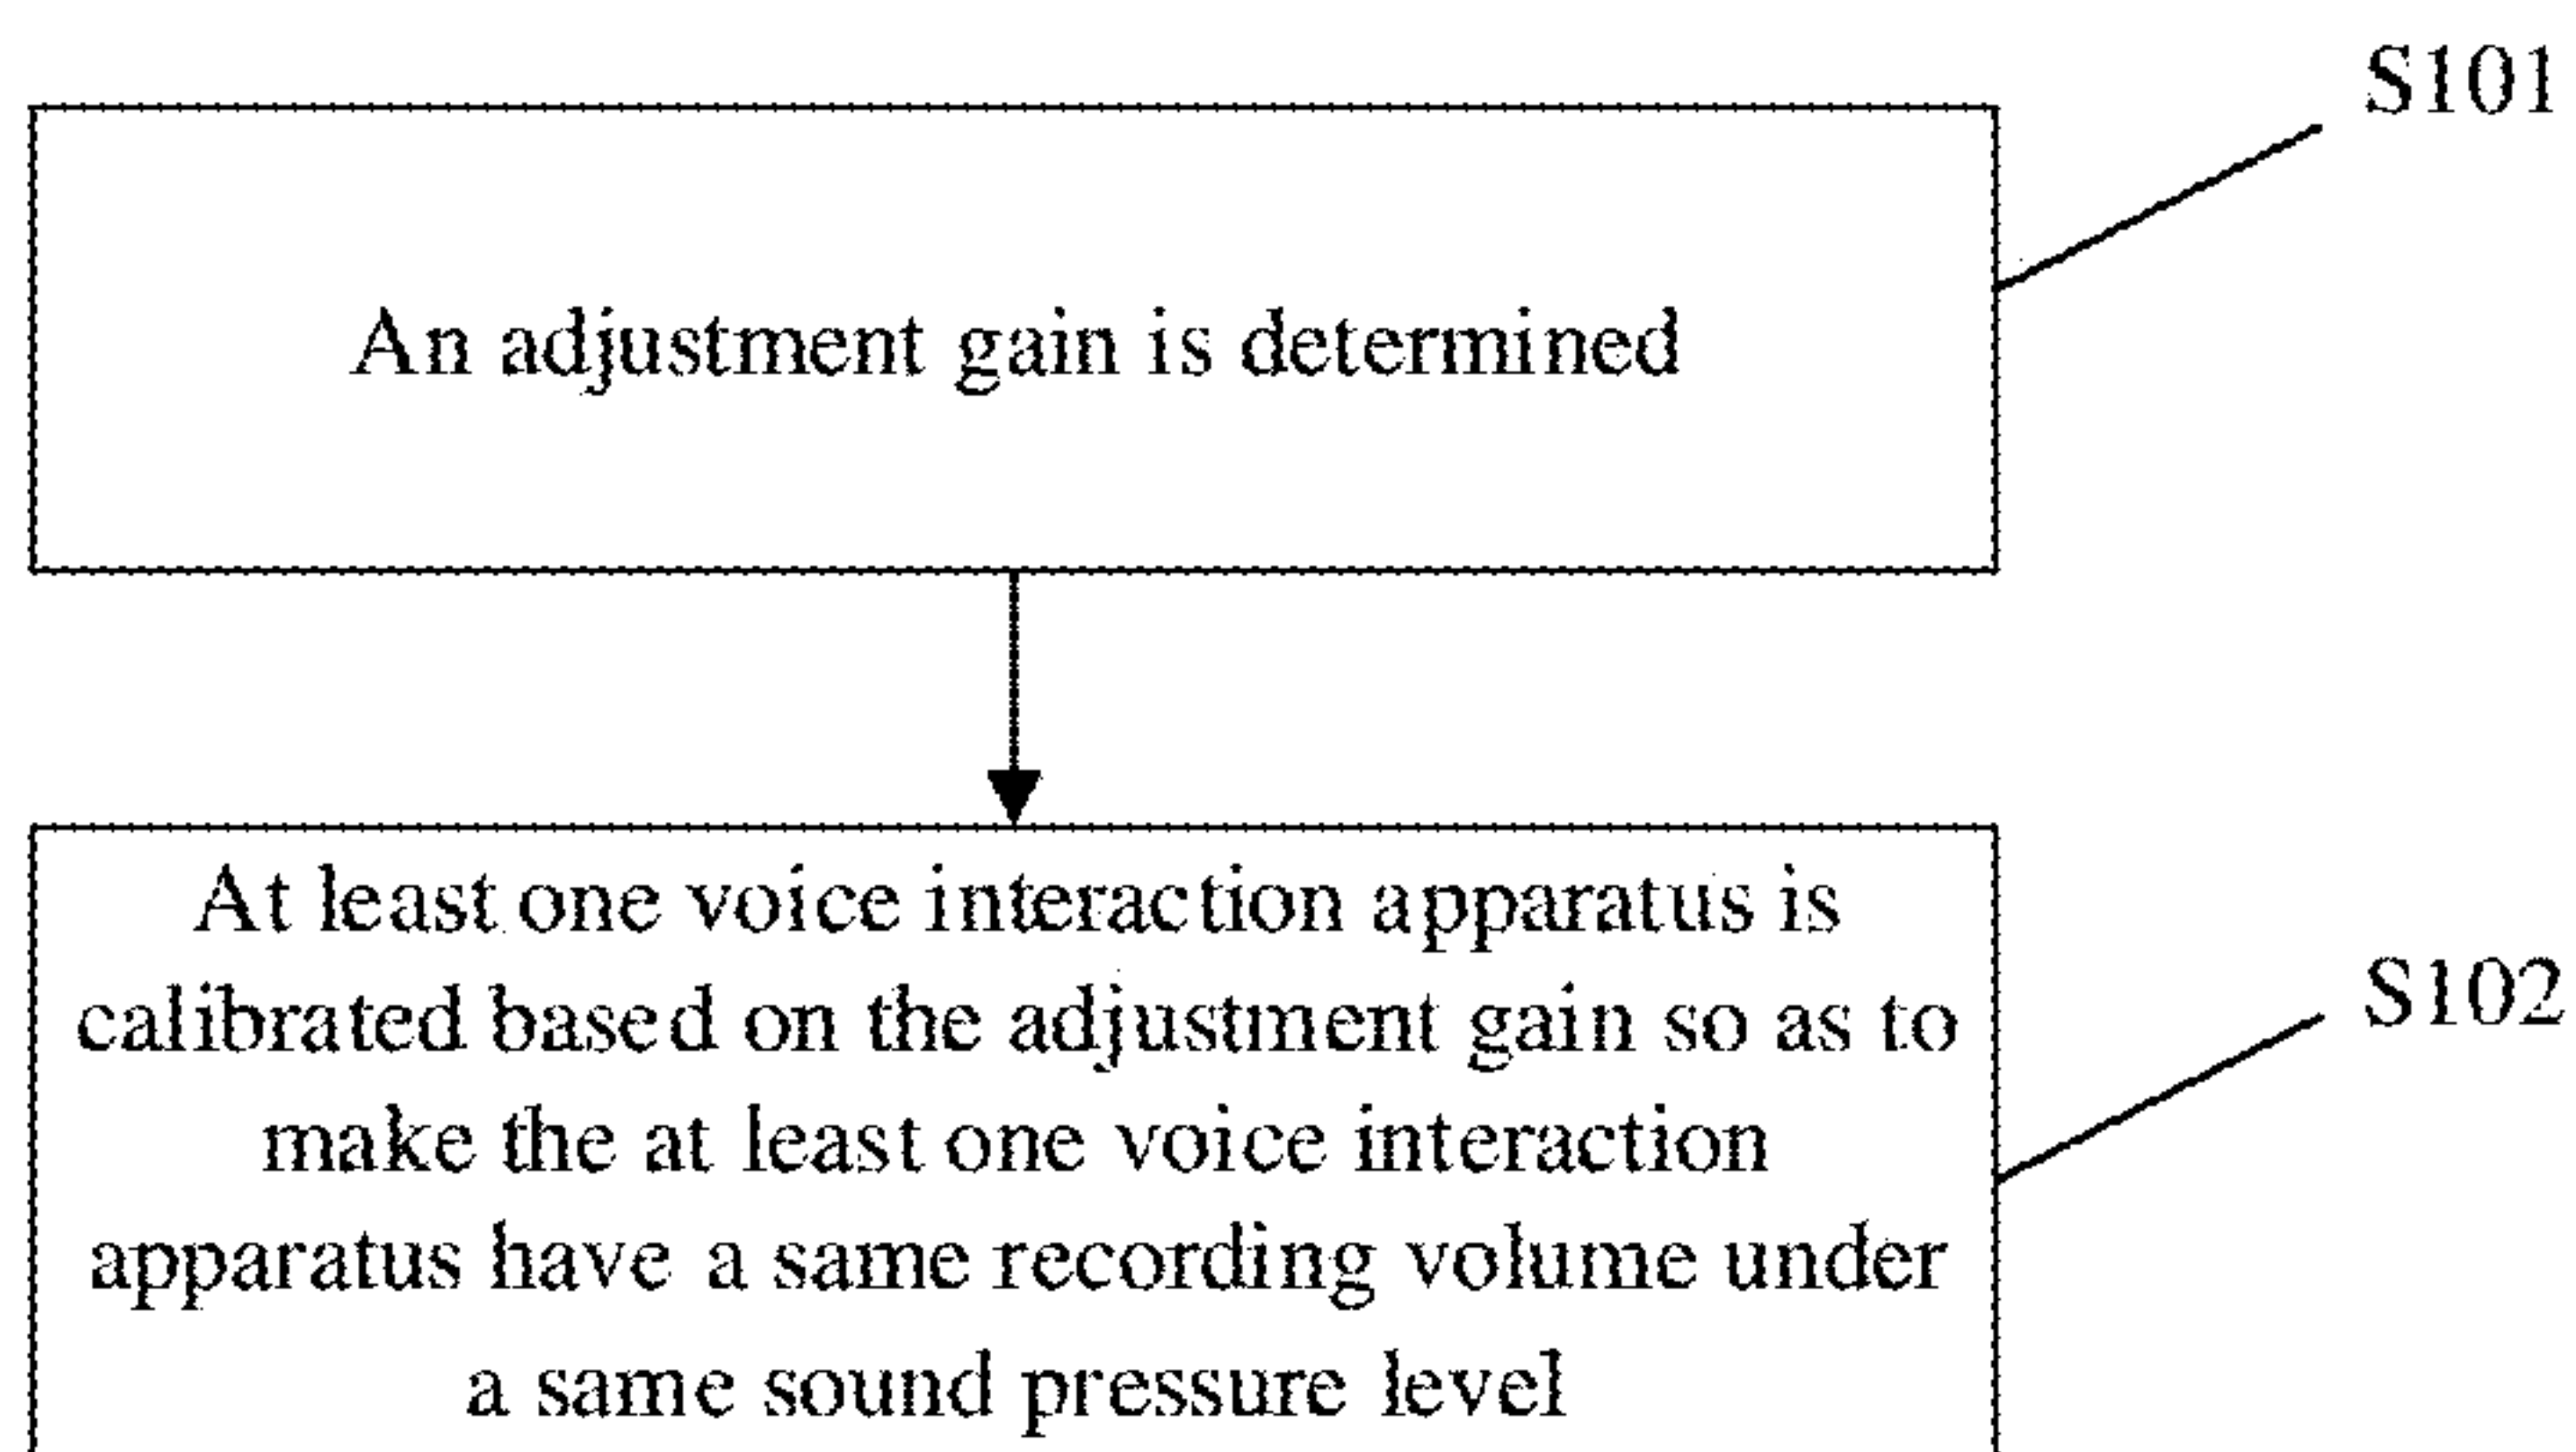 S101
An adjustment gain is determined
At least one voice interaction apparatus is
calibrated based on the adjustment gain so as to
make the at least one voice interaction
apparatus have a same recording volume under
a same sound pressure level
S102